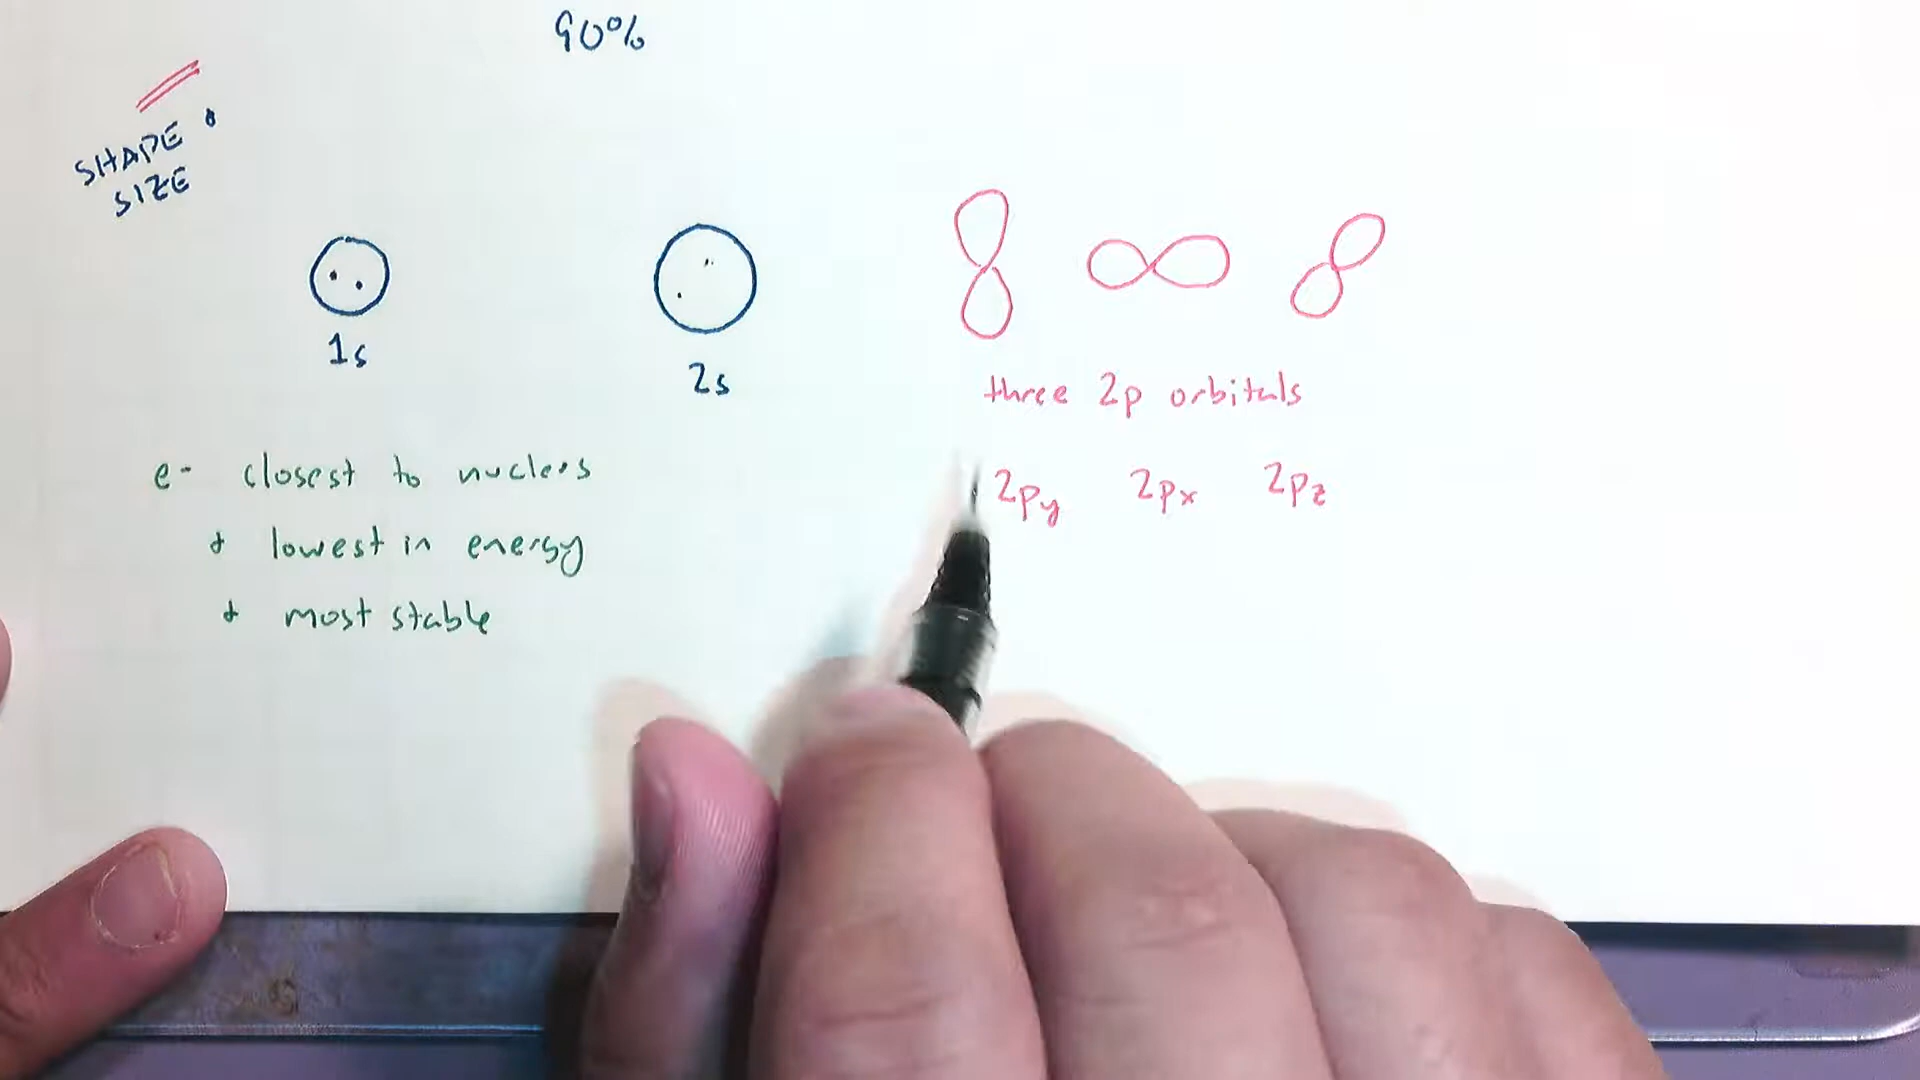 90%
SHAPE
SIZE
1s
2s
three 2p orbitals
2py 2px 2pz
e- closest to nucleus
+ lowest in energy
+ most stable